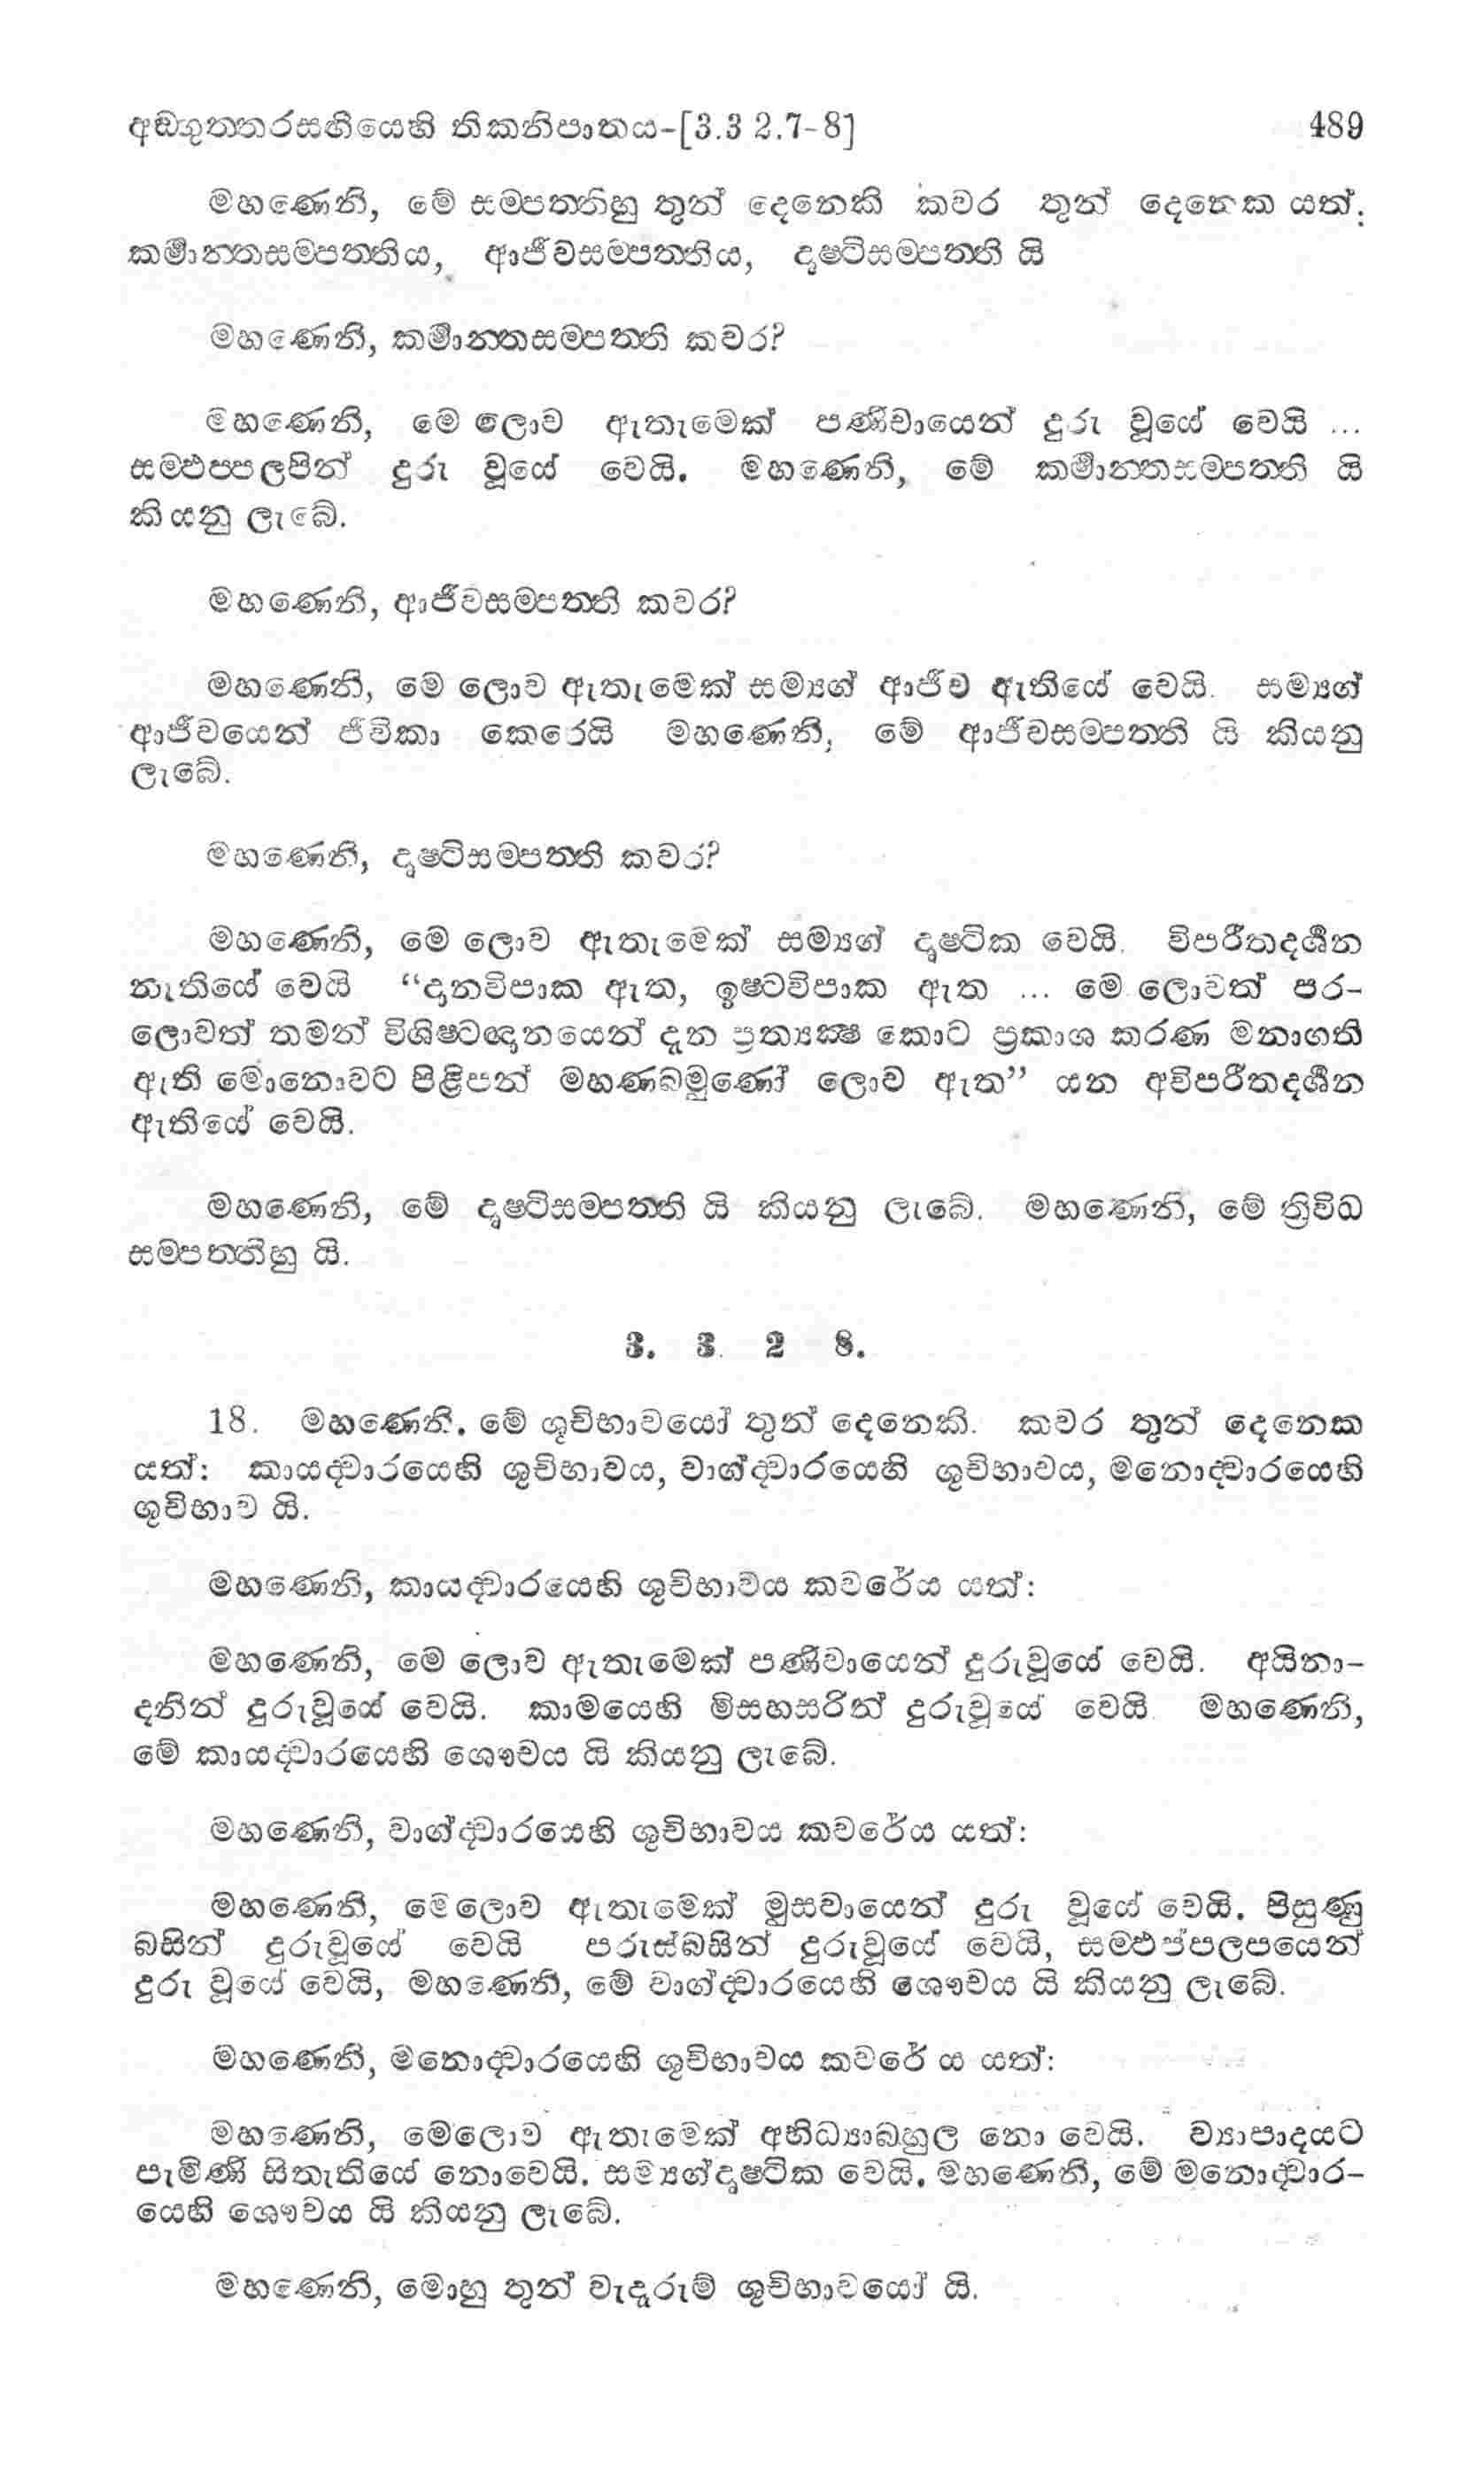 අඞ්ගුත්තරසඟියෙහි තිකනිපාතය-[3.3 2.7-8] 489
මහණෙනි, මේ සම්පත්තිහු තුන් දෙනෙකි කවර තුන් දෙනෙක යත්.
කර්‍මාන්තසම්පත්තිය, ආජීවසම්පත්තිය, දෘෂ්ටිසම්පත්ති යි
මහණෙනි, කර්‍මාන්තසම්පත්ති කවර?
මහණෙනි, මෙ ලොව ඇතැමෙක් පණිවායෙන් දුරු වූයේ වෙයි ...
සම්ඵප්පලපින් දුරු වූයේ වෙයි. මහණෙනි, මේ කර්‍මාන්තසම්පත්ති යි
කියනු ලැබේ.
මහණෙනි, ආජීවසම්පත්ති කවර?
මහණෙනි, මෙ ලොව ඇතැමෙක් සම්‍යග් ආජීව ඇතියේ වෙයි. සම්‍යග්
ආජීවයෙන් ජීවිකා කෙරෙයි මහණෙනි, මේ ආජීවසම්පත්ති යි කියනු
ලැබේ.
මහණෙනි, දෘෂ්ටිසම්පත්ති කවර?
මහණෙනි, මෙ ලොව ඇතැමෙක් සම්‍යග් දෘෂ්ටික වෙයි. විපරීතදර්‍ශන
නැතියේ වෙයි “දානවිපාක ඇත, ඉෂ්ටවිපාක ඇත ... මෙ ලොවත් පර-
ලොවත් තමන් විශිෂ්ටඥානයෙන් දැන ප්‍රත්‍යක්‍ෂ කොට ප්‍රකාශ කරණ මනාගති
ඇති මොනොවට පිළිපන් මහණබමුණෝ ලොව ඇත” යන අවිපරීතදර්‍ශන
ඇතියේ වෙයි.
මහණෙනි, මේ දෘෂ්ටිසම්පත්ති යි කියනු ලැබේ. මහණෙනි, මේ ත්‍රිවිධ
සම්පත්තිහු යි.
3. 3. 2 8.
18. මහණෙනි. මේ ශුචිභාවයෝ තුන් දෙනෙකි. කවර තුන් දෙනෙක
යත්: කායද්වාරයෙහි ශුචිභාවය, වාග්ද්වාරයෙහි ශුචිභාවය, මනොද්වාරයෙහි
ශුචිභාව යි.
මහණෙනි, කායද්වාරයෙහි ශුචිභාවය කවරේය යත්:
මහණෙනි, මෙ ලොව ඇතැමෙක් පණිවායෙන් දුරුවූයේ වෙයි. අයිනා-
දනින් දුරුවූයේ වෙයි. කාමයෙහි මිසහසරින් දුරුවූයේ වෙයි. මහණෙනි,
මේ කායද්වාරයෙහි ශෞචය යි කියනු ලැබේ.
මහණෙනි, වාග්ද්වාරයෙහි ශුචිභාවය කවරේය යත්:
මහණෙනි, මෙලොව ඇතැමෙක් මුසවායෙන් දුරු වූයේ වෙයි. පිසුණු
බසින් දුරුවූයේ වෙයි පරුස්බසින් දුරුවූයේ වෙයි, සම්ඵප්පලපයෙන්
දුරු වූයේ වෙයි, මහණෙනි, මේ වාග්ද්වාරයෙහි ශෞචය යි කියනු ලැබේ.
මහණෙනි, මනොද්වාරයෙහි ශුචිභාවය කවරේ ය යත්:
මහණෙනි, මෙලොව ඇතැමෙක් අභිධ්‍යාබහුල නො වෙයි. ව්‍යාපාදයට
පැමිණි සිතැතියේ නොවෙයි. සම්‍යග්දෘෂ්ටික වෙයි. මහණෙනි, මේ මනොද්වාර-
යෙහි ශෞචය යි කියනු ලැබේ.
මහණෙනි, මොහු තුන් වැදෑරුම් ශුචිභාවයෝ යි.